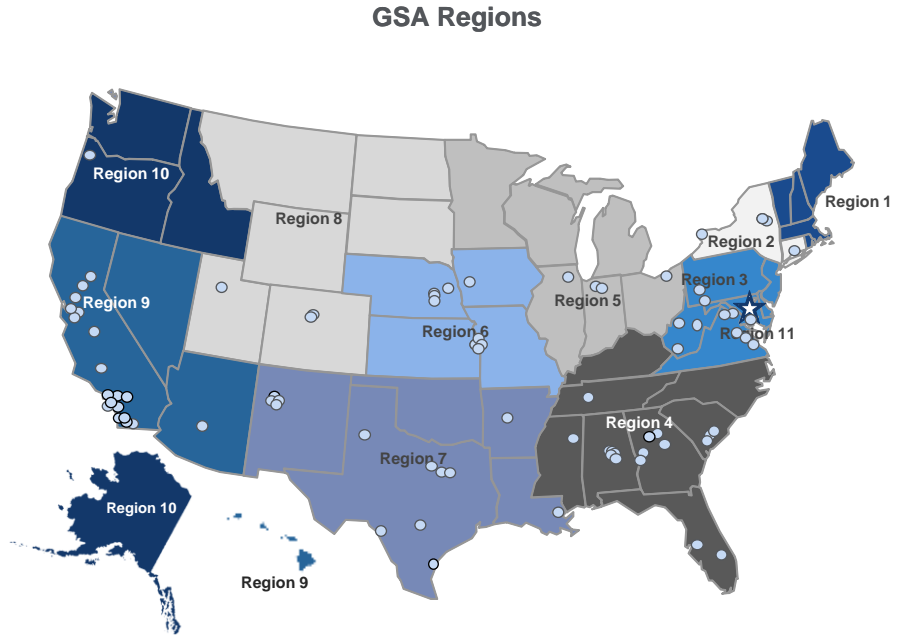 GSA Regions
Region 10
Region 1
Region 8
Region 2
Region 3
Region 9
Region 5
Region 6
Region 11
Region 4
Region 7
Region 10
Region 9